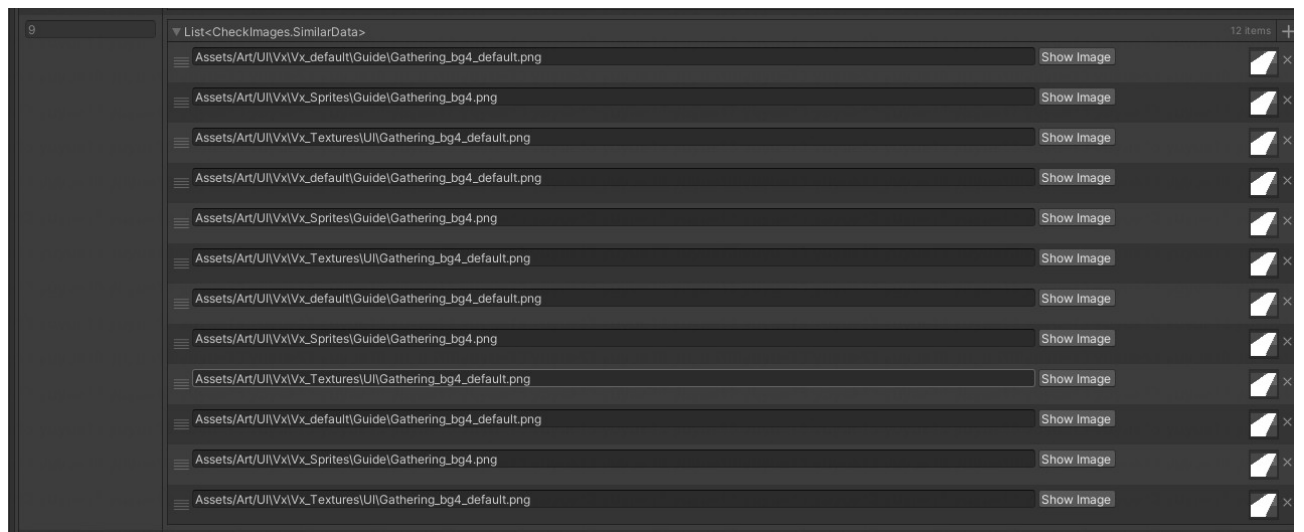 9
List<CheckImages.SimilarData> 12 items
Assets/Art/UI\Vx\Vx_default\Guide\Gathering_bg4_default.png Show Image
Assets/Art/UI\Vx\Vx_Sprites\Guide\Gathering_bg4.png Show Image
Assets/Art/UI\Vx\Vx_Textures\UI\Gathering_bg4_default.png Show Image
Assets/Art/UI\Vx\Vx_default\Guide\Gathering_bg4_default.png Show Image
Assets/Art/UI\Vx\Vx_Sprites\Guide\Gathering_bg4.png Show Image
Assets/Art/UI\Vx\Vx_Textures\UI\Gathering_bg4_default.png Show Image
Assets/Art/UI\Vx\Vx_default\Guide\Gathering_bg4_default.png Show Image
Assets/Art/UI\Vx\Vx_Sprites\Guide\Gathering_bg4.png Show Image
Assets/Art/UI\Vx\Vx_Textures\UI\Gathering_bg4_default.png Show Image
Assets/Art/UI\Vx\Vx_default\Guide\Gathering_bg4_default.png Show Image
Assets/Art/UI\Vx\Vx_Sprites\Guide\Gathering_bg4.png Show Image
Assets/Art/UI\Vx\Vx_Textures\UI\Gathering_bg4_default.png Show Image